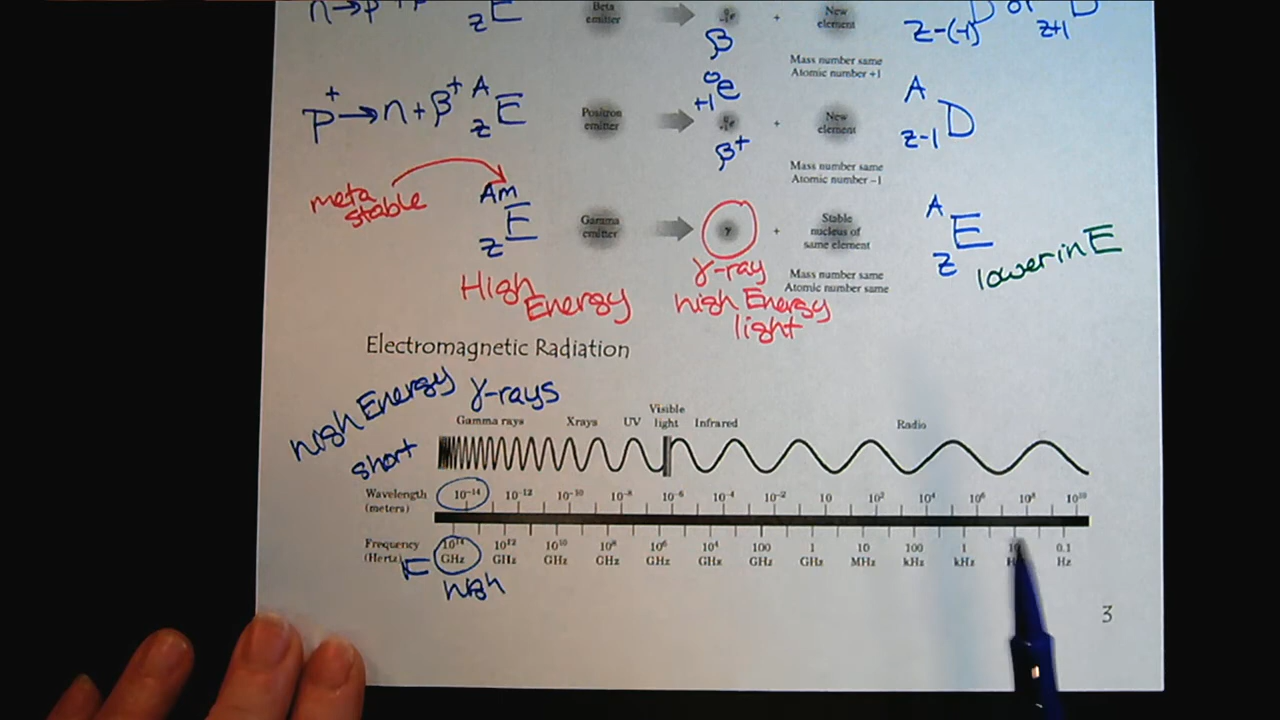 n→p
Z E
Beta
emitter
β
+
New
element
Z-(-1) D or Z+1 D
Mass number same
Atomic number +1
P⁺ → n + β⁺
A
Z E
Positron
emitter
0
+1 e
β⁺
+
New
element
A
Z-1 D
Mass number same
Atomic number –1
meta
stable
Am
Z E
Gamma
emitter
γ
+
Stable
nucleus of
same element
A
Z E
lower in E
High
Energy
γ-ray
high Energy
light
Mass number same
Atomic number same
Electromagnetic Radiation
high Energy γ-rays
short
Gamma rays Xrays UV Visible light Infrared Radio
Wavelength
(meters)
10⁻¹⁴ 10⁻¹² 10⁻¹⁰ 10⁻⁸ 10⁻⁶ 10⁻⁴ 10⁻² 10 10² 10⁴ 10⁶ 10⁸ 10¹⁰
Frequency
(Hertz)
10¹⁴ 10¹² 10¹⁰ 10⁸ 10⁶ 10⁴ 100 1 10 100 1 0.1
GHz GHz GHz GHz GHz GHz GHz GHz MHz kHz kHz Hz
high
3